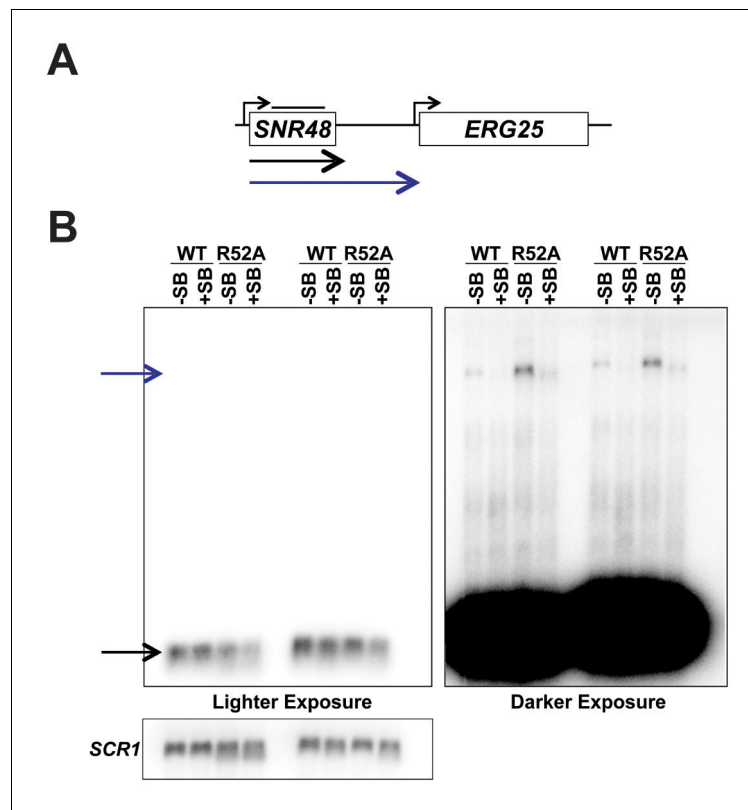 A
SNR48 ERG25
B
WT R52A WT R52A WT R52A WT R52A
-SB +SB -SB +SB -SB +SB -SB +SB -SB +SB -SB +SB -SB +SB -SB +SB
Lighter Exposure Darker Exposure
SCR1